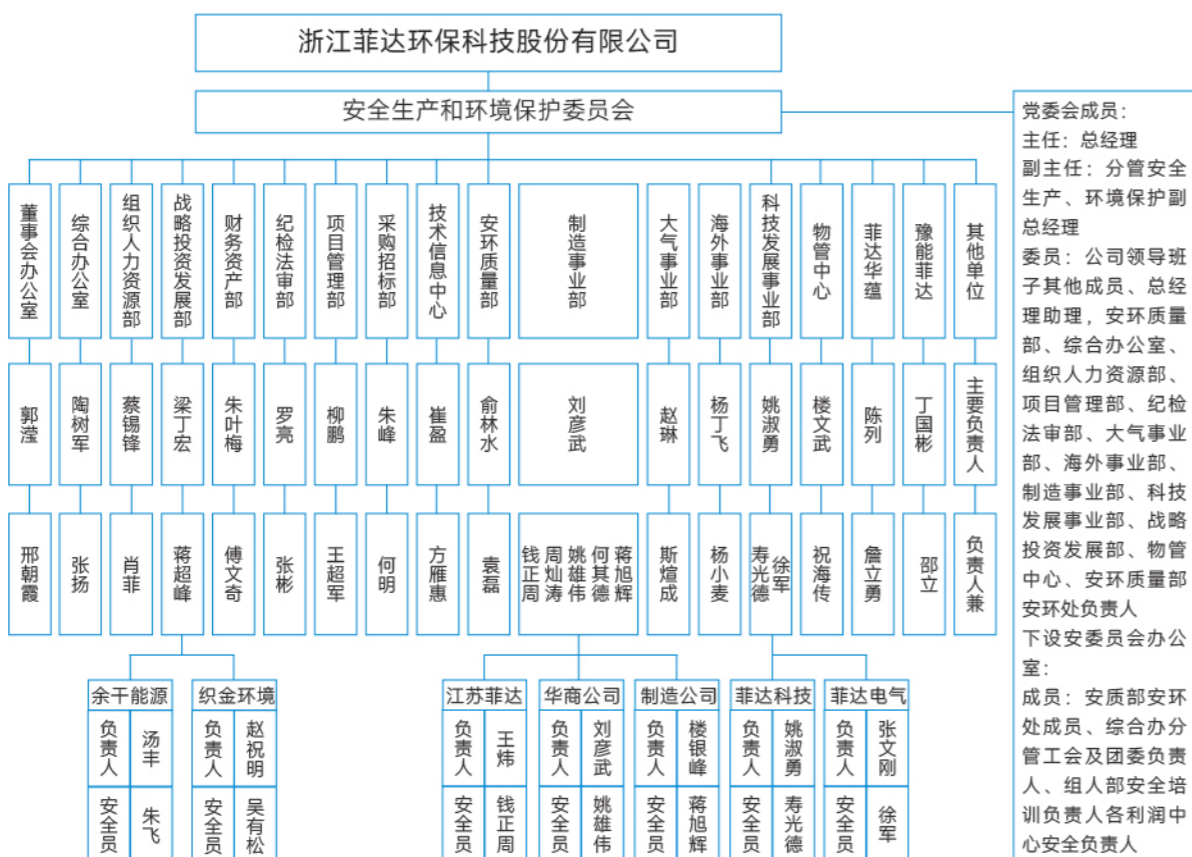 浙江菲达环保科技股份有限公司
安全生产和环境保护委员会
党委会成员：
主任：总经理
副主任：分管安全
生产、环境保护副
总经理
委员：公司领导班
子其他成员、总经
理助理，安环质量
部、综合办公室、
组织人力资源部、
项目管理部、纪检
法审部、大气事业
部、海外事业部、
制造事业部、科技
发展事业部、战略
投资发展部、物管
中心、安环质量部
安环处负责人
下设安委员会办公
室：
成员：安质部安环
处成员、综合办分
管工会及团委负责
人、组人部安全培
训负责人各利润中
心安全负责人
董事会办公室
综合办公室
组织人力资源部
战略投资发展部
财务资产部
纪检法审部
项目管理部
采购招标部
技术信息中心
安环质量部
制造事业部
大气事业部
海外事业部
科技发展事业部
物管中心
菲达华蕴
豫能菲达
其他单位
郭滢
陶树军
蔡锡锋
梁丁宏
朱叶梅
罗亮
柳鹏
朱峰
崔盈
俞林水
刘彦武
赵琳
杨丁飞
姚淑勇
楼文武
陈列
丁国彬
主要负责人
邢朝霞
张扬
肖菲
蒋超峰
傅文奇
张彬
王超军
何明
方雁惠
袁磊
钱正周
周灿涛
姚雄伟
何其德
蒋旭辉
斯煊成
杨小麦
寿光德
徐军
祝海传
詹立勇
邵立
负责人兼
余干能源
负责人
汤丰
安全员
朱飞
织金环境
负责人
赵祝明
安全员
吴有松
江苏菲达
负责人
王炜
安全员
钱正周
华商公司
负责人
刘彦武
安全员
姚雄伟
制造公司
负责人
楼银峰
安全员
蒋旭辉
菲达科技
负责人
姚淑勇
安全员
寿光德
菲达电气
负责人
张文刚
安全员
徐军